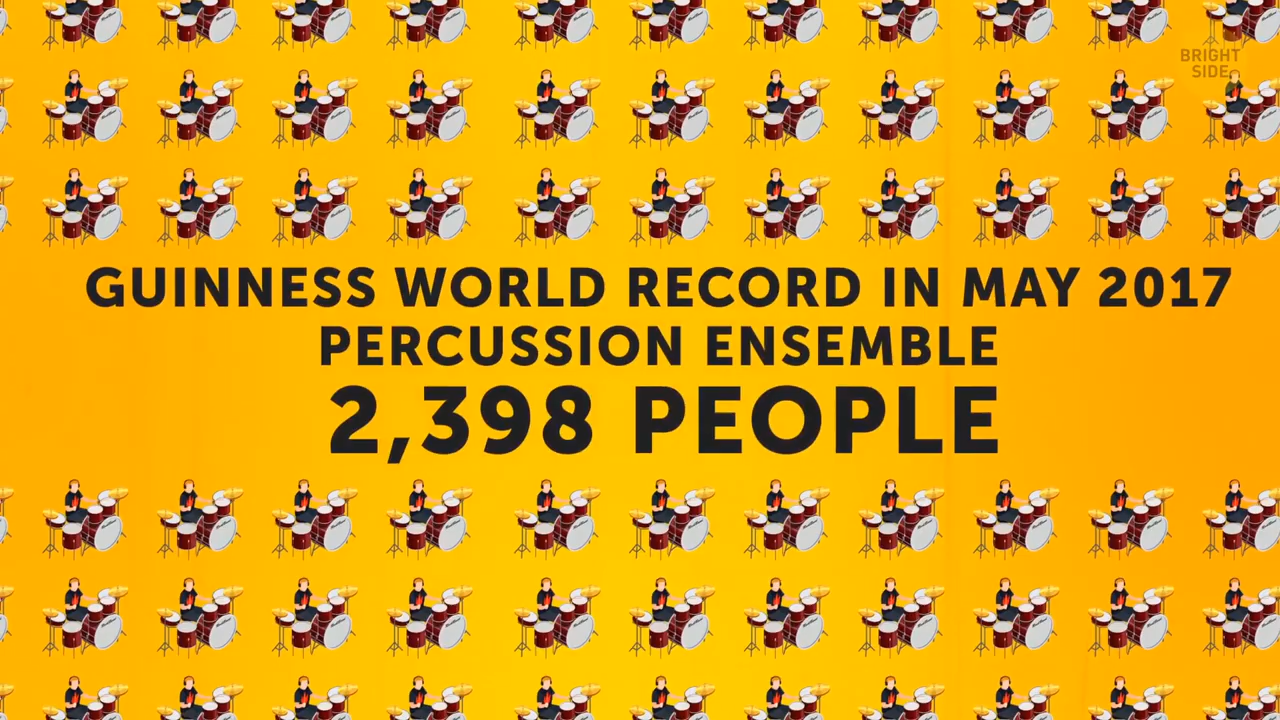 BRIGHT
SIDE
GUINNESS WORLD RECORD IN MAY 2017
PERCUSSION ENSEMBLE
2,398 PEOPLE